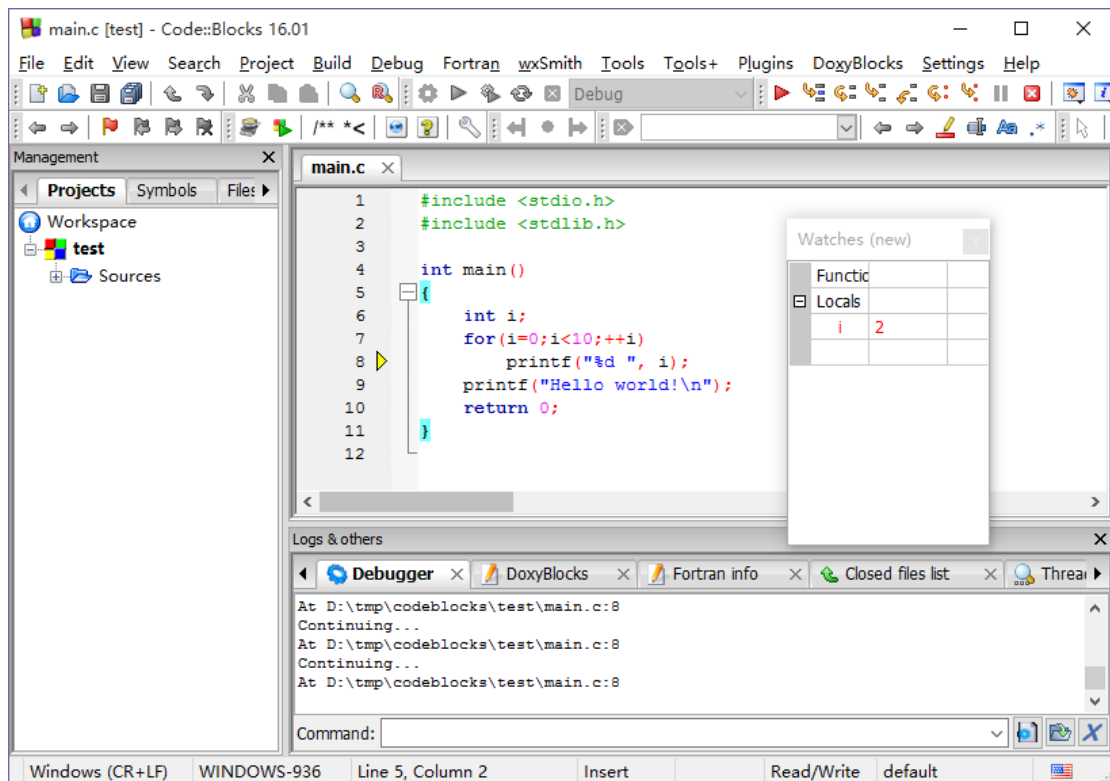 main.c [test] - Code::Blocks 16.01
File Edit View Search Project Build Debug Fortran wxSmith Tools Tools+ Plugins DoxyBlocks Settings Help
Debug
/** *<
Management
Projects Symbols Files
Workspace
test
Sources
main.c
1 #include <stdio.h>
2 #include <stdlib.h>
3
4 int main()
5 {
6 int i;
7 for(i=0;i<10;++i)
8 printf("%d ", i);
9 printf("Hello world!\n");
10 return 0;
11 }
12
Watches (new)
Functio
Locals
i 2
Logs & others
Debugger DoxyBlocks Fortran info Closed files list Threa
At D:\tmp\codeblocks\test\main.c:8
Continuing...
At D:\tmp\codeblocks\test\main.c:8
Continuing...
At D:\tmp\codeblocks\test\main.c:8
Command:
Windows (CR+LF) WINDOWS-936 Line 5, Column 2 Insert Read/Write default